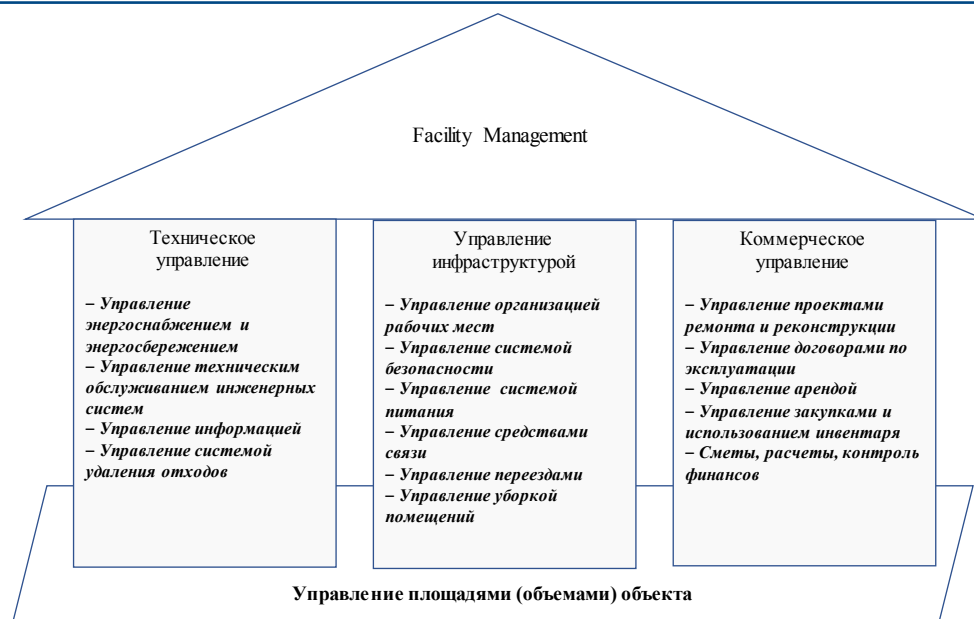 Facility Management
Техническое
управление
– Управление
энергоснабжением и
энергосбережением
– Управление техническим
обслуживанием инженерных
систем
– Управление информацией
– Управление системой
удаления отходов
Управление
инфраструктурой
– Управление организацией
рабочих мест
– Управление системой
безопасности
– Управление системой
питания
– Управление средствами
связи
– Управление переездами
– Управление уборкой
помещений
Коммерческое
управление
– Управление проектами
ремонта и реконструкции
– Управление договорами по
эксплуатации
– Управление арендой
– Управление закупками и
использованием инвентаря
– Сметы, расчеты, контроль
финансов
Управление площадями (объемами) объекта